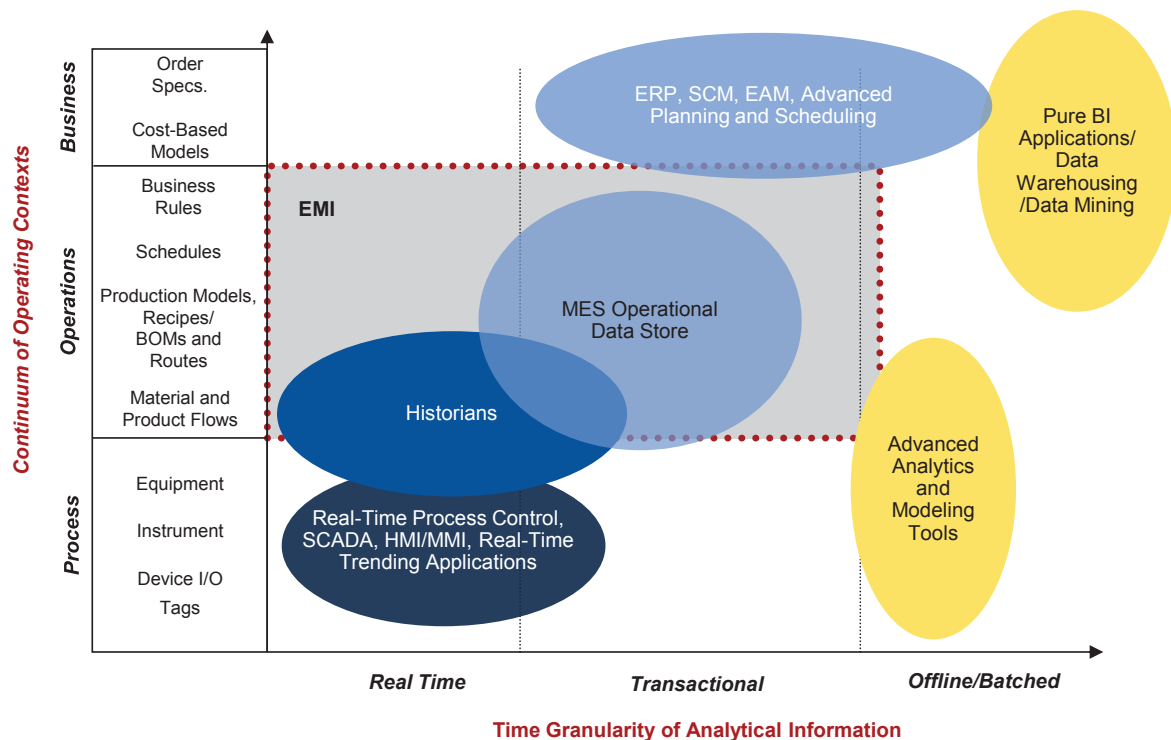 Continuum of Operating Contexts
Business
Order
Specs.
Cost-Based
Models
Operations
Business
Rules
Schedules
Production Models,
Recipes/
BOMs and
Routes
Material and
Product Flows
Process
Equipment
Instrument
Device I/O
Tags
ERP, SCM, EAM, Advanced
Planning and Scheduling
Pure BI
Applications/
Data
Warehousing
/Data Mining
EMI
MES Operational
Data Store
Historians
Real-Time Process Control,
SCADA, HMI/MMI, Real-Time
Trending Applications
Advanced
Analytics
and
Modeling
Tools
Real Time
Transactional
Offline/Batched
Time Granularity of Analytical Information